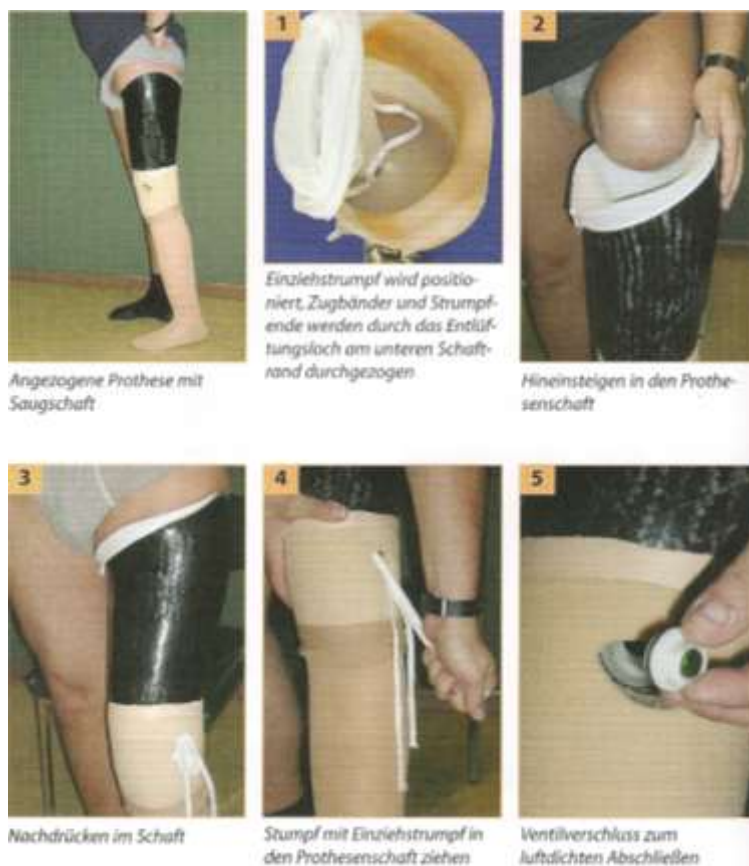 Angezogene Prothese mit
Saugschaft
1
Einziehstrumpf wird positio-
niert, Zugbänder und Strumpf-
ende werden durch das Entlüf-
tungsloch am unteren Schaft-
rand durchgezogen
2
Hineinsteigen in den Prothe-
senschaft
3
Nachdrücken im Schaft
4
Stumpf mit Einziehstrumpf in
den Prothesenschaft ziehen
5
Ventilverschluss zum
luftdichten Abschließen